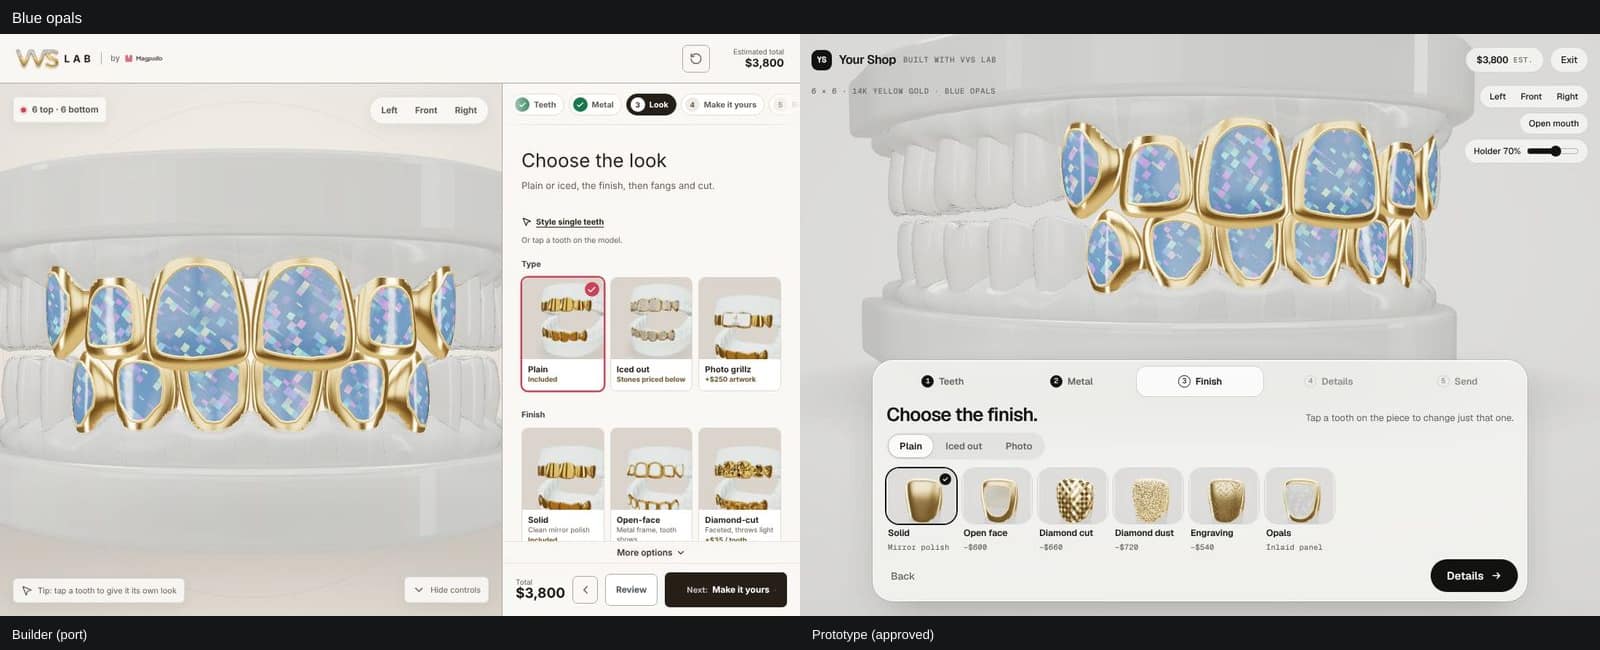 Blue opals
VVS LAB by Magpudo
Estimated total
$3,800
6 top · 6 bottom
Left Front Right
Teeth Metal 3 Look 4 Make it yours 5
Choose the look
Plain or iced, the finish, then fangs and cut.
Style single teeth
Or tap a tooth on the model.
Type
Plain Iced out Photo grillz
Included Stones priced below +$250 artwork
Finish
Solid Open-face Diamond-cut
Clean mirror polish Metal frame, tooth shows Faceted, throws light
Included +$35 / tooth
More options
Tip: tap a tooth to give it its own look
Hide controls
Total
$3,800 Review Next: Make it yours
Builder (port)
YS Your Shop BUILT WITH VVS LAB
$3,800 EST. Exit
6 × 6 · 14K YELLOW GOLD · BLUE OPALS
Left Front Right
Open mouth
Holder 70%
1 Teeth 2 Metal 3 Finish 4 Details 5 Send
Choose the finish.
Tap a tooth on the piece to change just that one.
Plain Iced out Photo
Solid Open face Diamond cut Diamond dust Engraving Opals
Mirror polish −$600 −$660 −$720 −$540 Inlaid panel
Back
Details →
Prototype (approved)